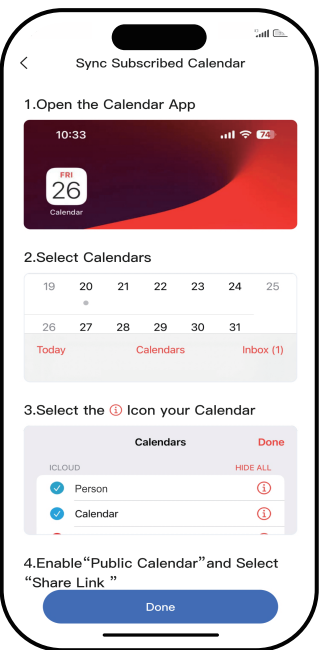 Sync Subscribed Calendar
1.Open the Calendar App
10:33
74
FRI
26
Calendar
2.Select Calendars
19 20 21 22 23 24 25
26 27 28 29 30 31
Today Calendars Inbox (1)
3.Select the ⓘ Icon your Calendar
Calendars Done
ICLOUD HIDE ALL
Person
Calendar
4.Enable“Public Calendar”and Select
“Share Link ”
Done